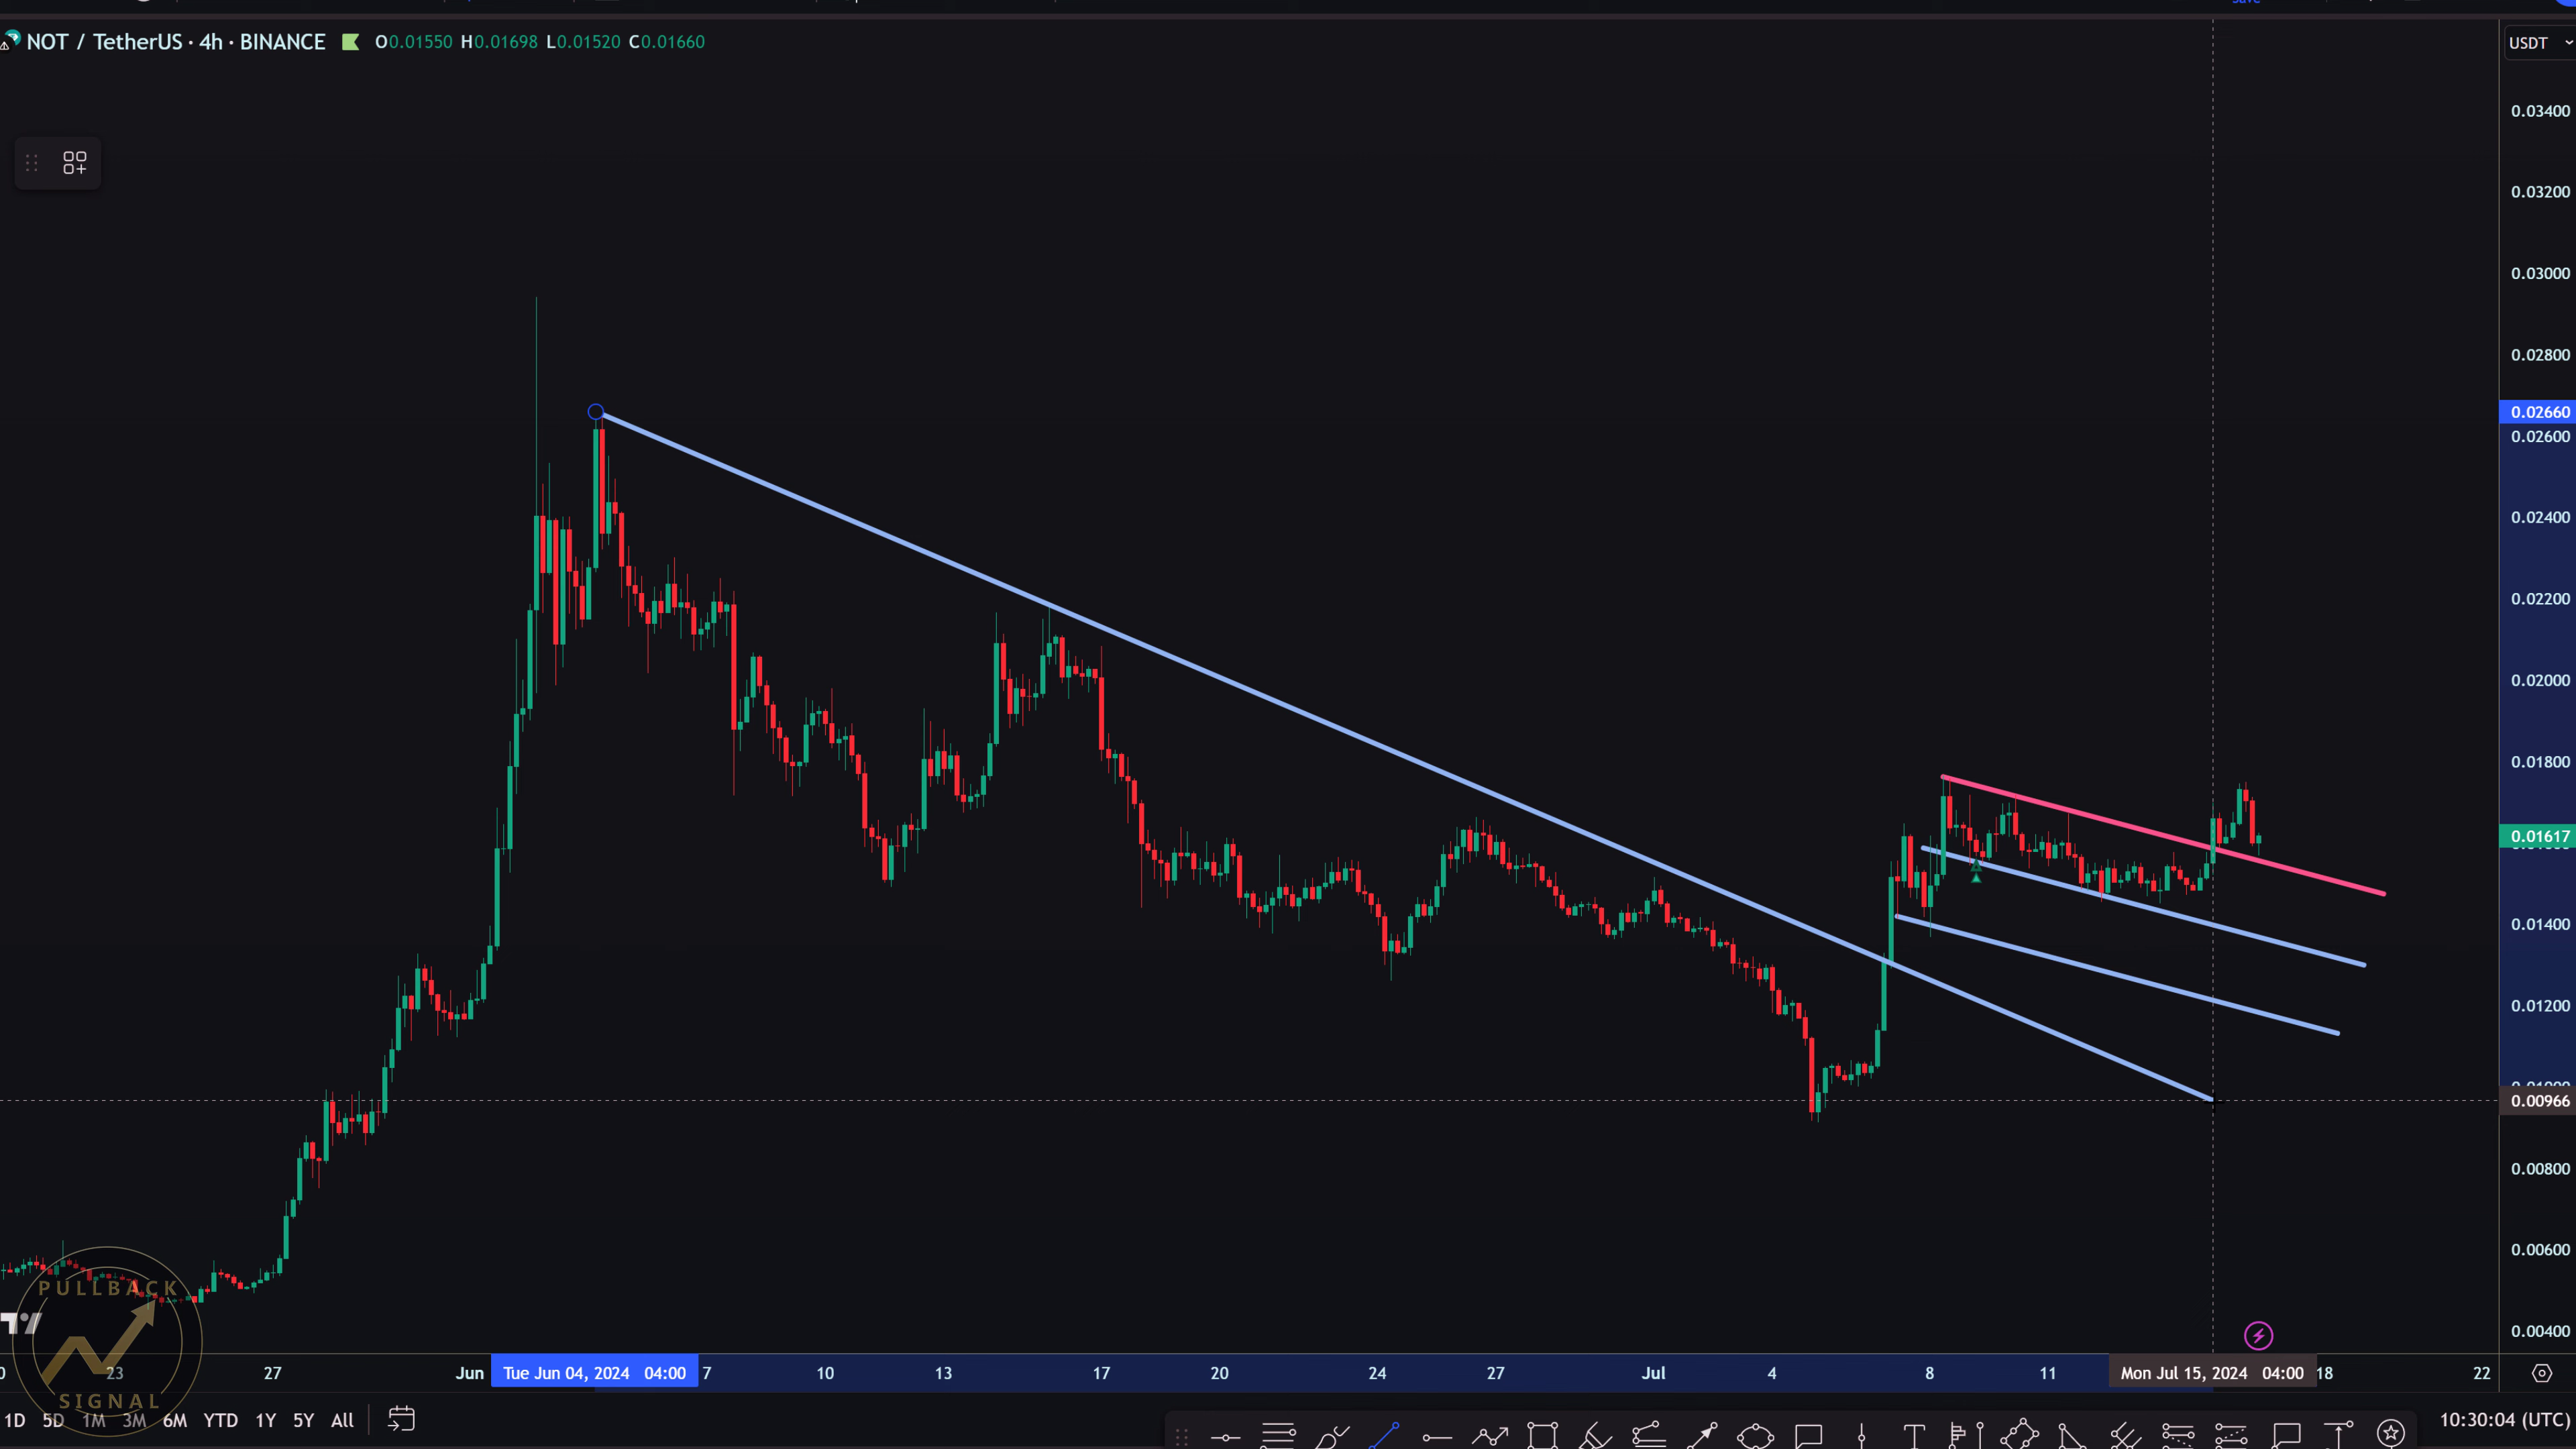 save
NOT / TetherUS · 4h · BINANCE O0.01550 H0.01698 L0.01520 C0.01660
USDT
0.03400
0.03200
0.03000
0.02800
0.02660
0.02600
0.02400
0.02200
0.02000
0.01800
0.01617
0.01400
0.01200
0.00966
0.00800
0.00600
0.00400
PULLBACK
SIGNAL
23 27 Jun Tue Jun 04, 2024 04:00 7 10 13 17 20 24 27 Jul 4 8 11 Mon Jul 15, 2024 04:00 18 22
1D 5D 1M 3M 6M YTD 1Y 5Y All
10:30:04 (UTC)